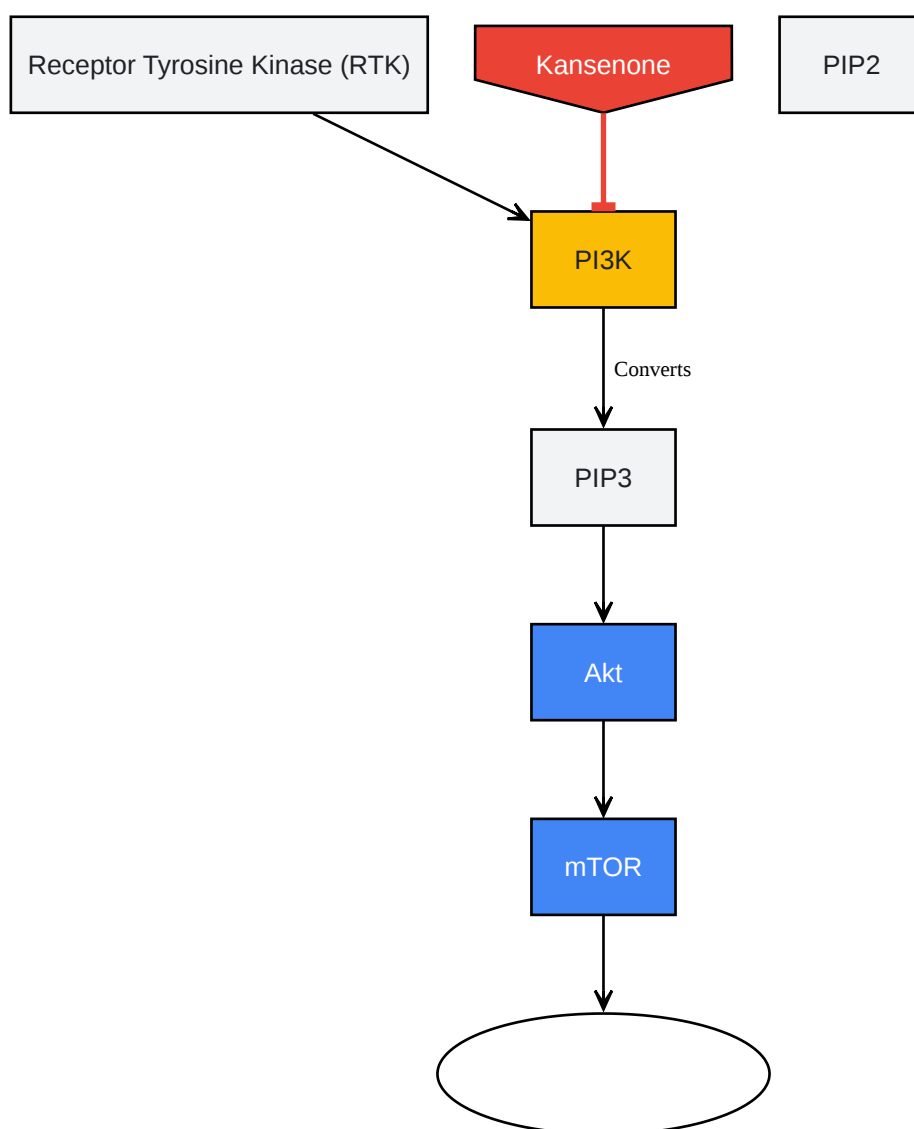 Receptor Tyrosine Kinase (RTK)
Kansenone
PIP2
PI3K
Converts
PIP3
Akt
mTOR